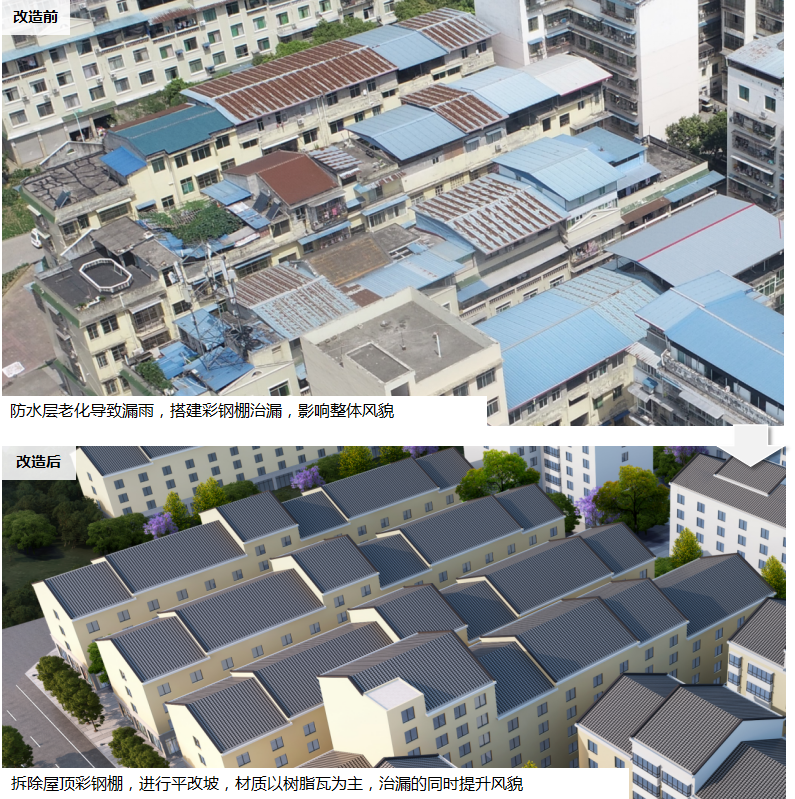 改造前
防水层老化导致漏雨，搭建彩钢棚治漏，影响整体风貌
改造后
拆除屋顶彩钢棚，进行平改坡，材质以树脂瓦为主，治漏的同时提升风貌